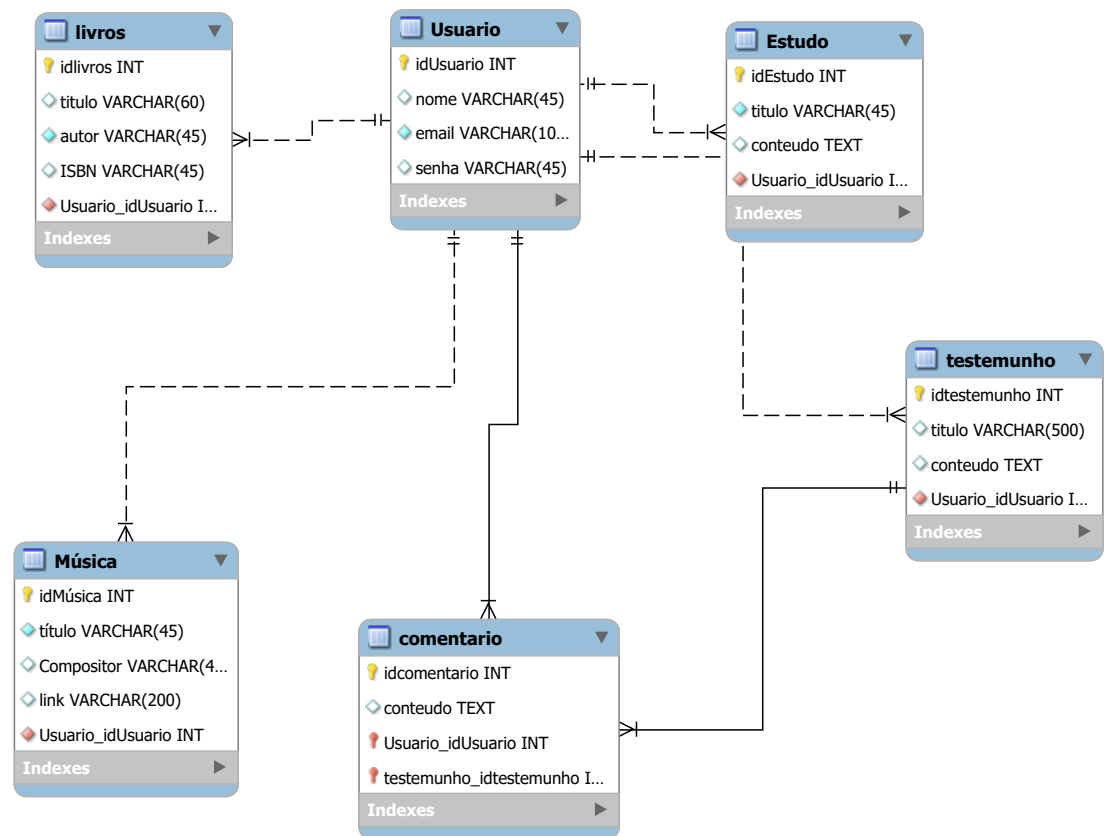 livros
idlivros INT
titulo VARCHAR(60)
autor VARCHAR(45)
ISBN VARCHAR(45)
Usuario_idUsuario I...
Indexes
Usuario
idUsuario INT
nome VARCHAR(45)
email VARCHAR(10...
senha VARCHAR(45)
Indexes
Estudo
idEstudo INT
titulo VARCHAR(45)
conteudo TEXT
Usuario_idUsuario I...
Indexes
testemunho
idtestemunho INT
titulo VARCHAR(500)
conteudo TEXT
Usuario_idUsuario I...
Indexes
Música
idMúsica INT
título VARCHAR(45)
Compositor VARCHAR(4...
link VARCHAR(200)
Usuario_idUsuario INT
Indexes
comentario
idcomentario INT
conteudo TEXT
Usuario_idUsuario INT
testemunho_idtestemunho I...
Indexes